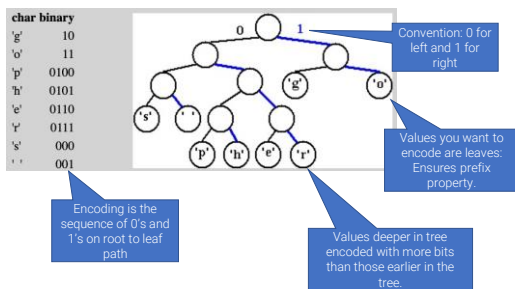 char binary
'g' 10
'o' 11
'p' 0100
'h' 0101
'e' 0110
'r' 0111
's' 000
' ' 001
0
1
'g'
'o'
's'
' '
'p'
'h'
'e'
'r'
Convention: 0 for
left and 1 for
right
Values you want to
encode are leaves:
Ensures prefix
property.
Encoding is the
sequence of 0's and
1's on root to leaf
path
Values deeper in tree
encoded with more bits
than those earlier in the
tree.